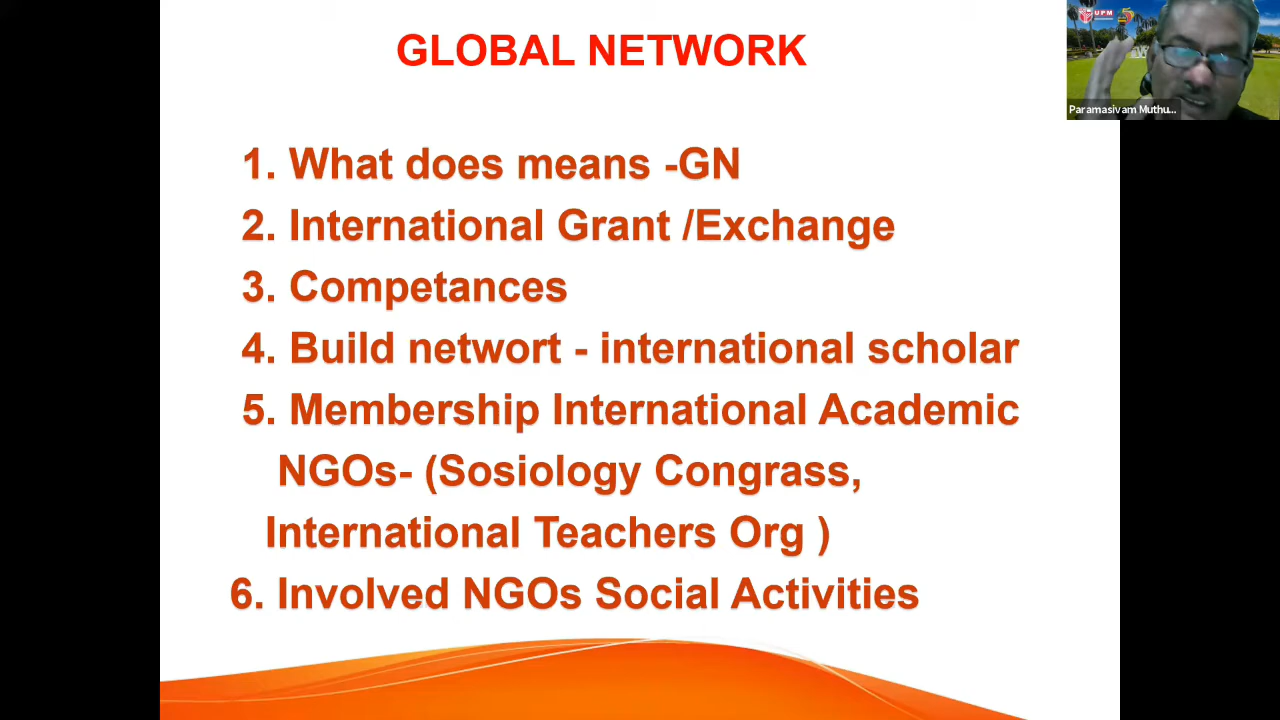 GLOBAL NETWORK
UPM
Paramasivam Muthu...
1. What does means -GN
2. International Grant /Exchange
3. Competances
4. Build networt - international scholar
5. Membership International Academic
NGOs- (Sosiology Congrass,
International Teachers Org )
6. Involved NGOs Social Activities